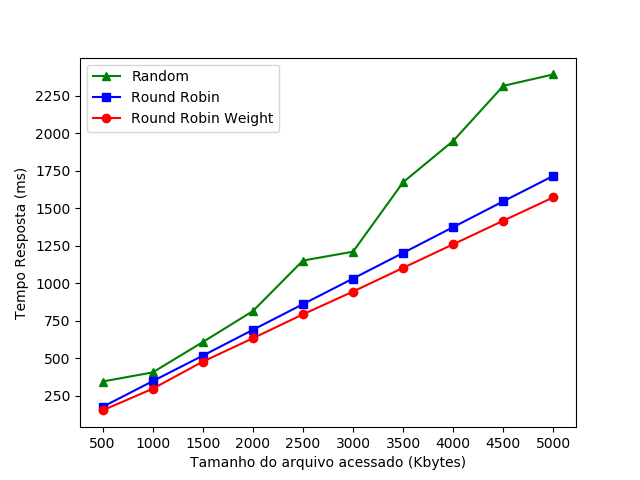 Random
Round Robin
Round Robin Weight
2250
2000
1750
1500
1250
1000
750
500
250
Tempo Resposta (ms)
500 1000 1500 2000 2500 3000 3500 4000 4500 5000
Tamanho do arquivo acessado (Kbytes)